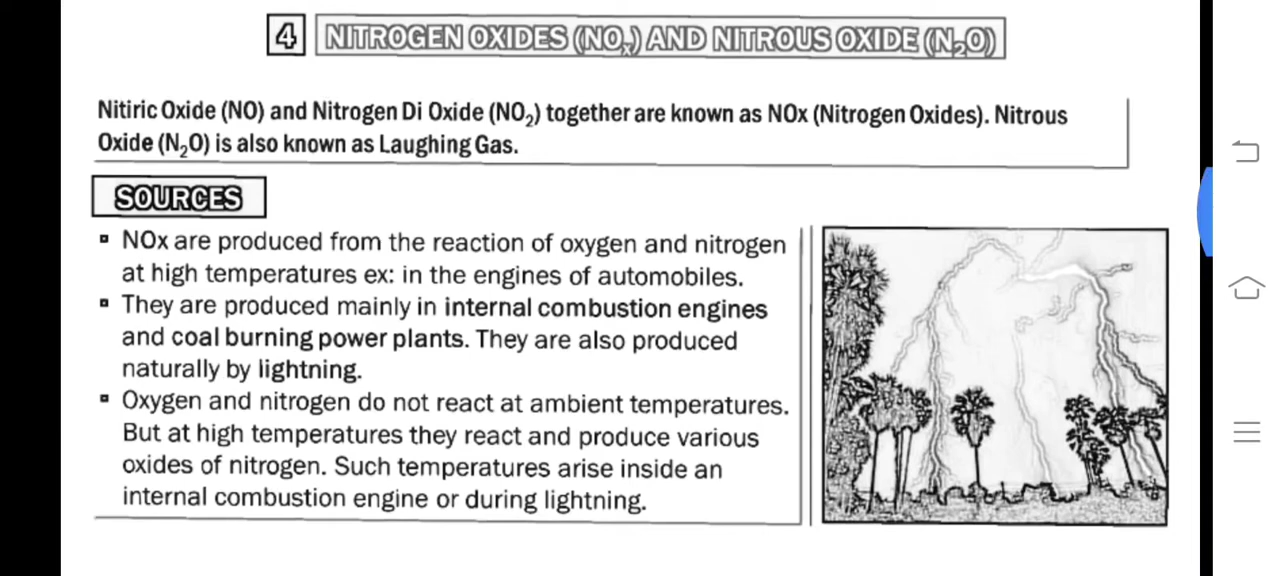 4 NITROGEN OXIDES (NOₓ) AND NITROUS OXIDE (N₂O)
Nitiric Oxide (NO) and Nitrogen Di Oxide (NO₂) together are known as NOx (Nitrogen Oxides). Nitrous
Oxide (N₂O) is also known as Laughing Gas.
SOURCES
▫ NOx are produced from the reaction of oxygen and nitrogen
at high temperatures ex: in the engines of automobiles.
▫ They are produced mainly in internal combustion engines
and coal burning power plants. They are also produced
naturally by lightning.
▫ Oxygen and nitrogen do not react at ambient temperatures.
But at high temperatures they react and produce various
oxides of nitrogen. Such temperatures arise inside an
internal combustion engine or during lightning.